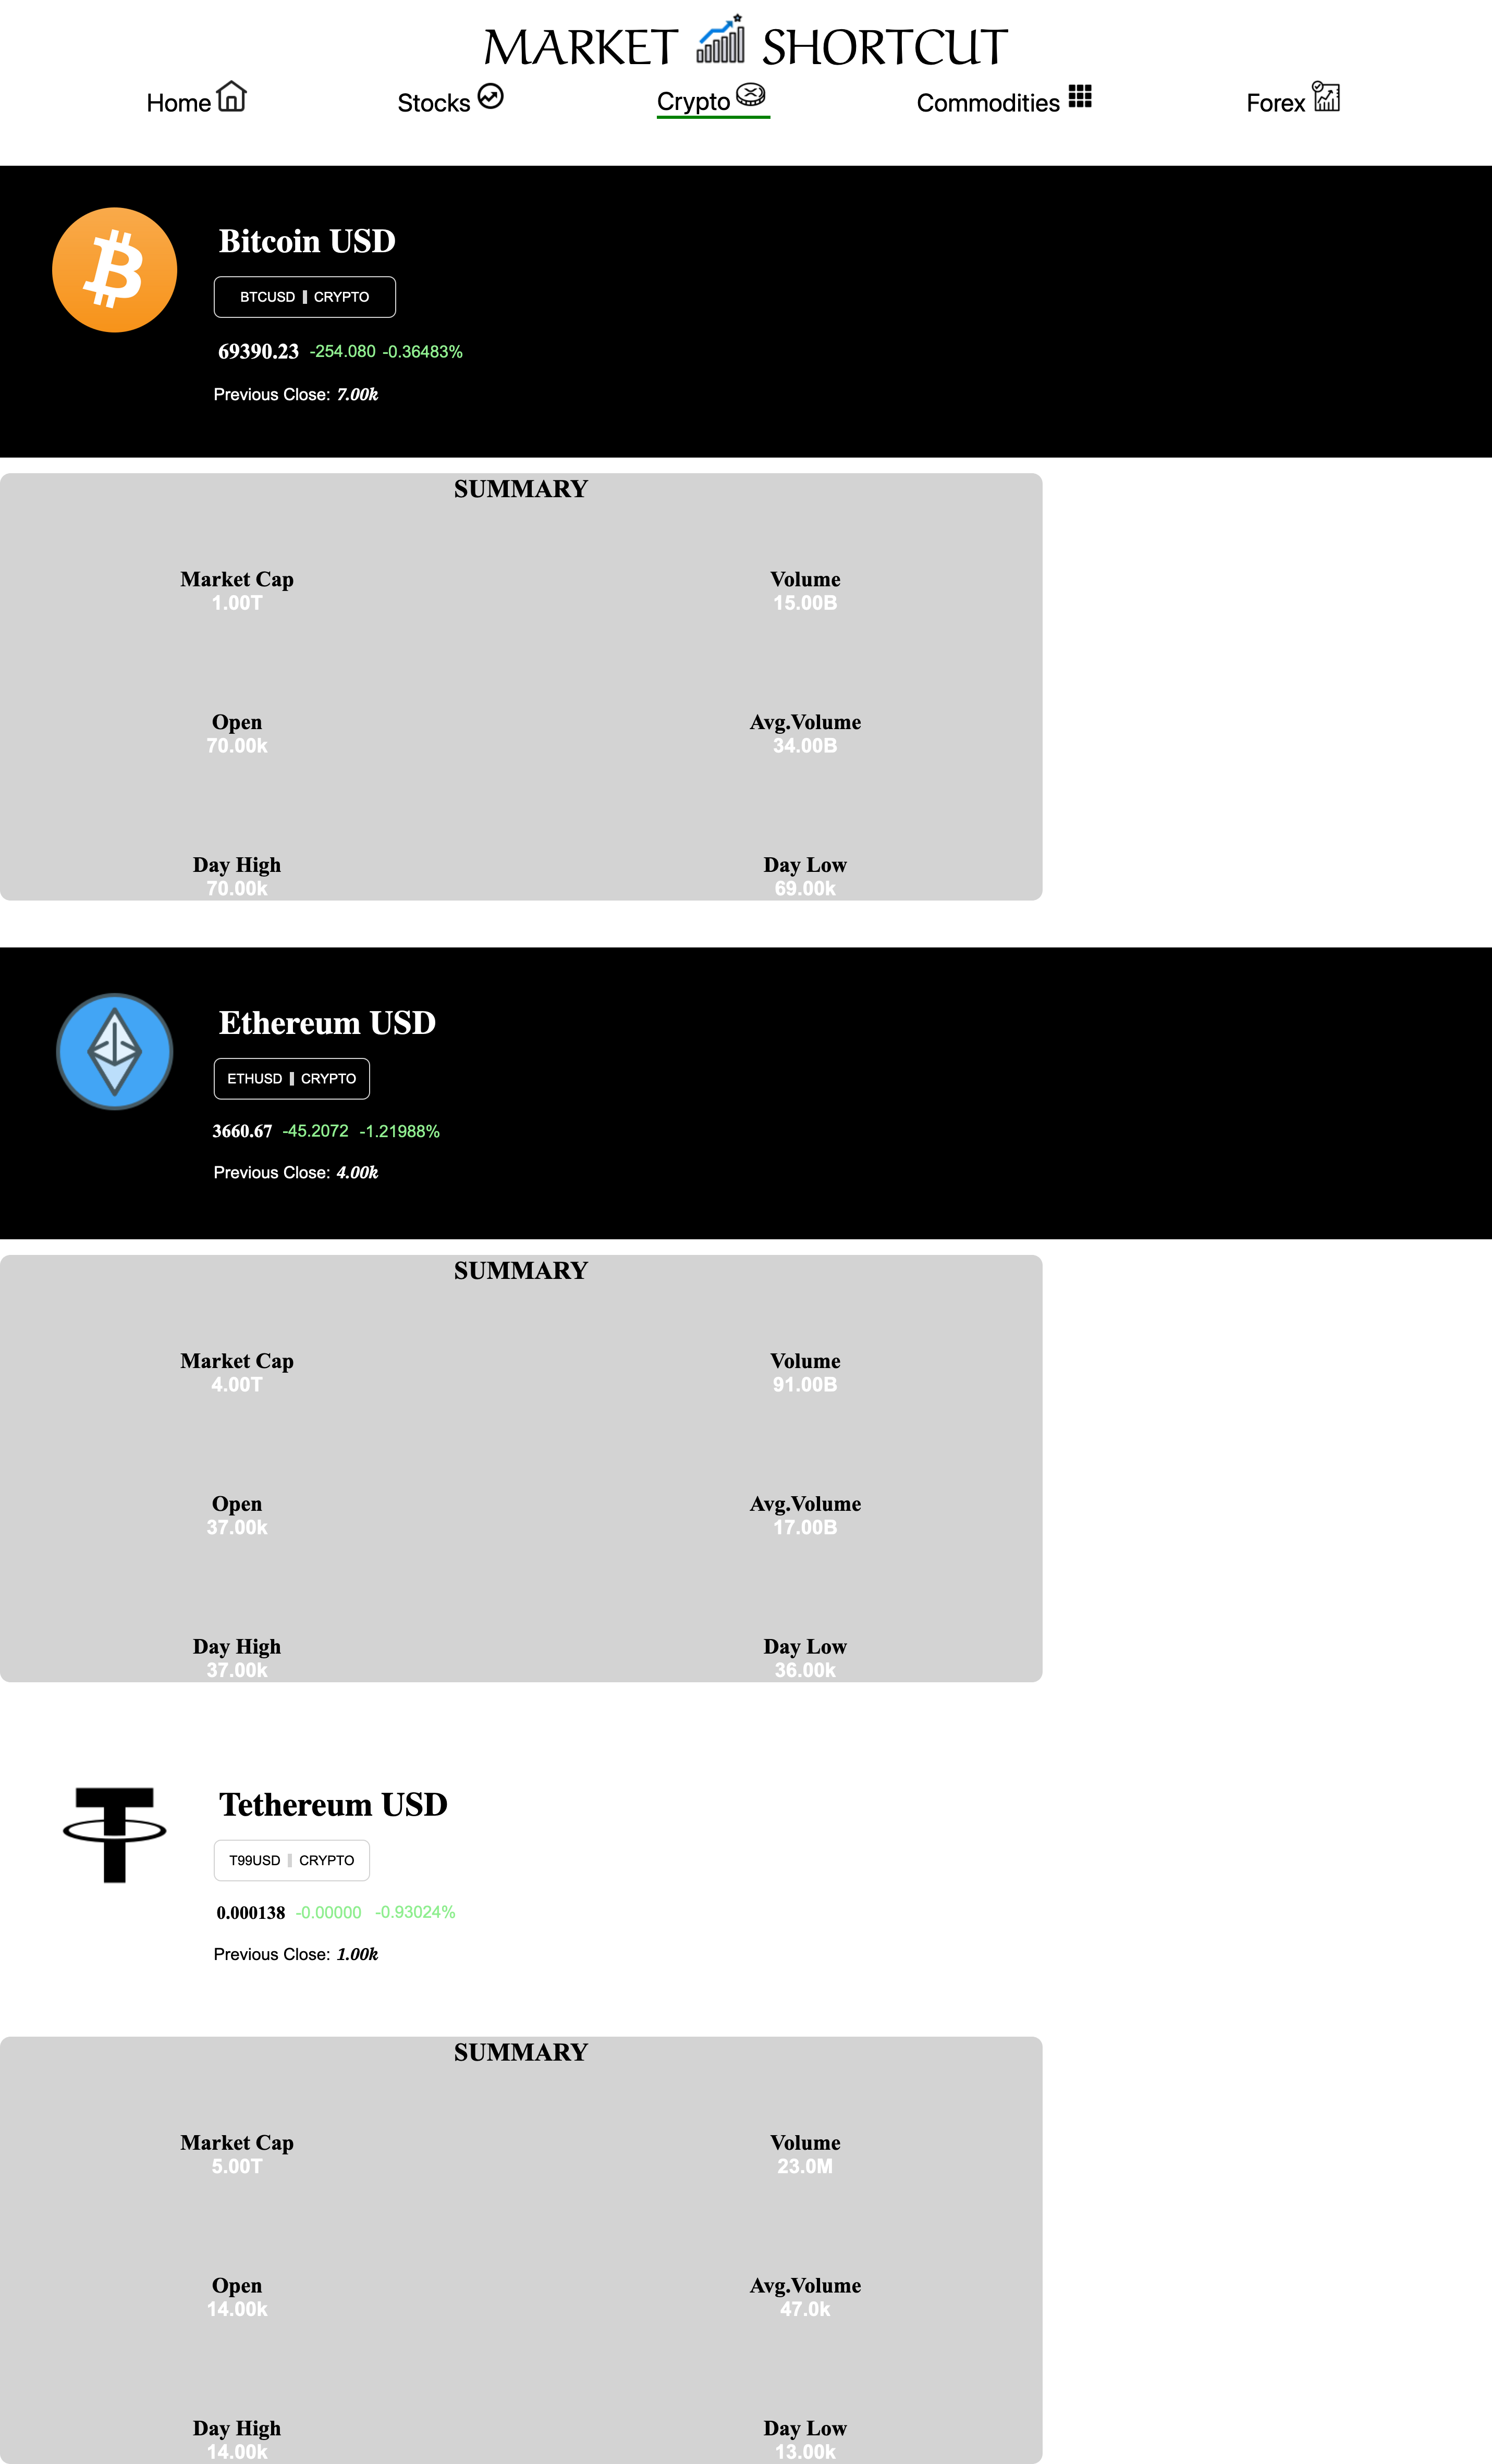 MARKET SHORTCUT
Home Stocks Crypto Commodities Forex
Bitcoin USD
BTCUSD || CRYPTO
69390.23 -254.080 -0.36483%
Previous Close: 7.00k
SUMMARY
Market Cap Volume
1.00T 15.00B
Open Avg.Volume
70.00k 34.00B
Day High Day Low
70.00k 69.00k
Ethereum USD
ETHUSD || CRYPTO
3660.67 -45.2072 -1.21988%
Previous Close: 4.00k
SUMMARY
Market Cap Volume
4.00T 91.00B
Open Avg.Volume
37.00k 17.00B
Day High Day Low
37.00k 36.00k
Tethereum USD
T99USD || CRYPTO
0.000138 -0.00000 -0.93024%
Previous Close: 1.00k
SUMMARY
Market Cap Volume
5.00T 23.0M
Open Avg.Volume
14.00k 47.0k
Day High Day Low
14.00k 13.00k